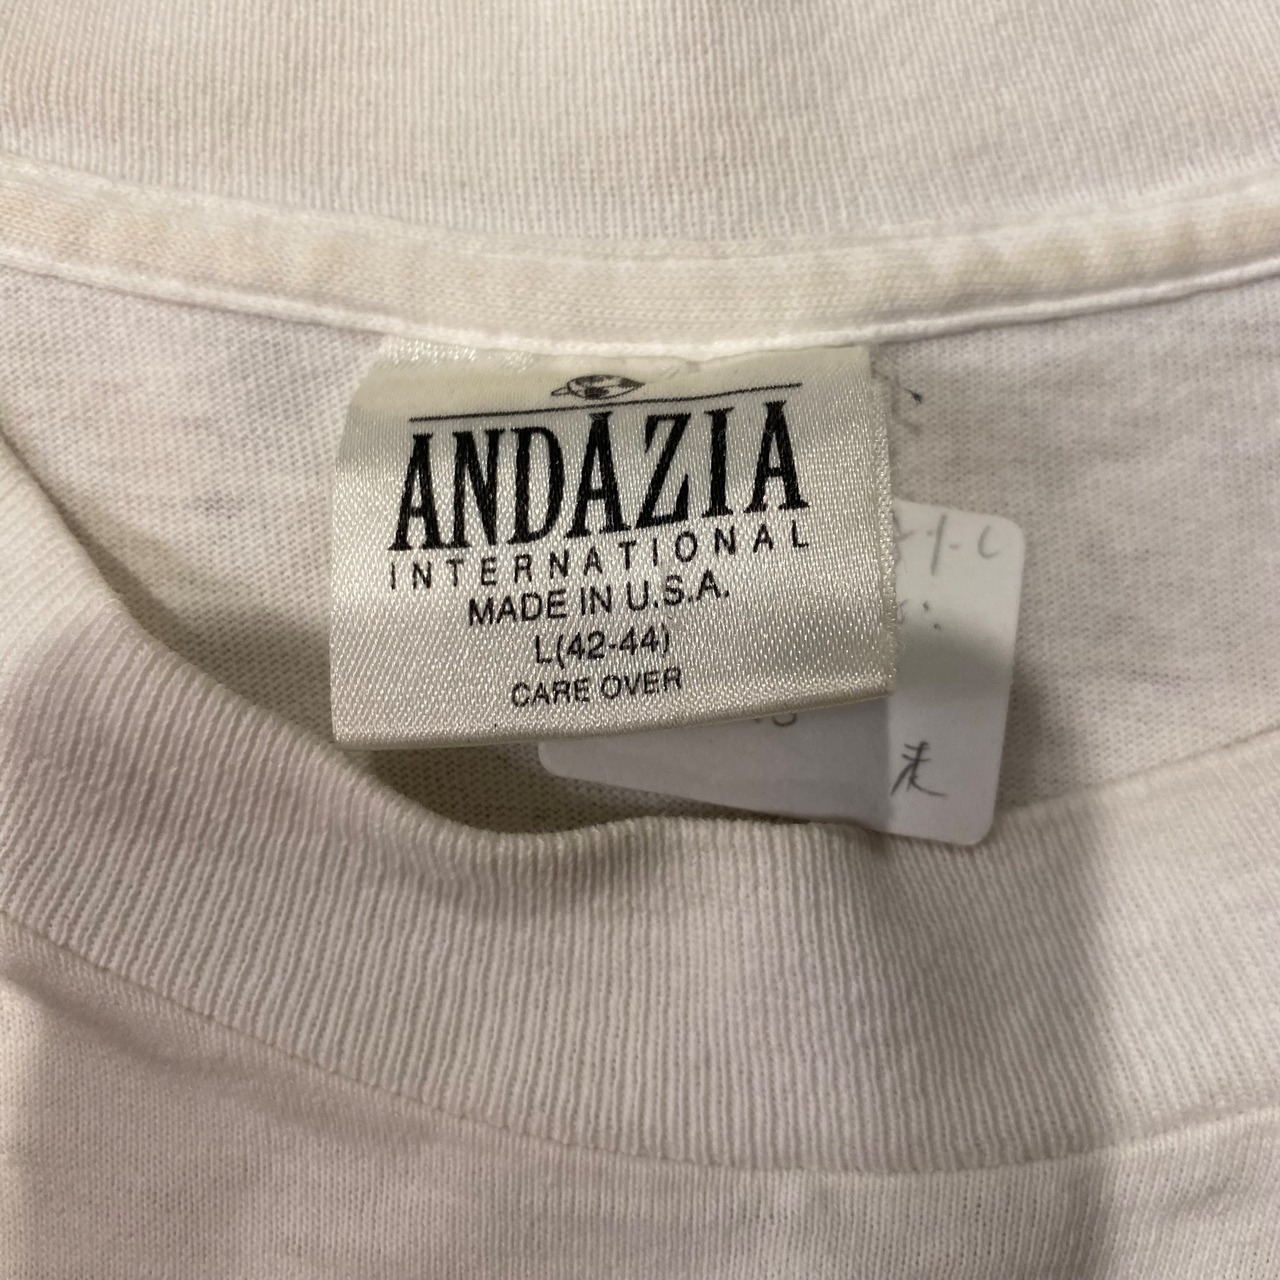 ANDAZIA
INTERNATIONAL
MADE IN U.S.A.
L(42-44)
CARE OVER